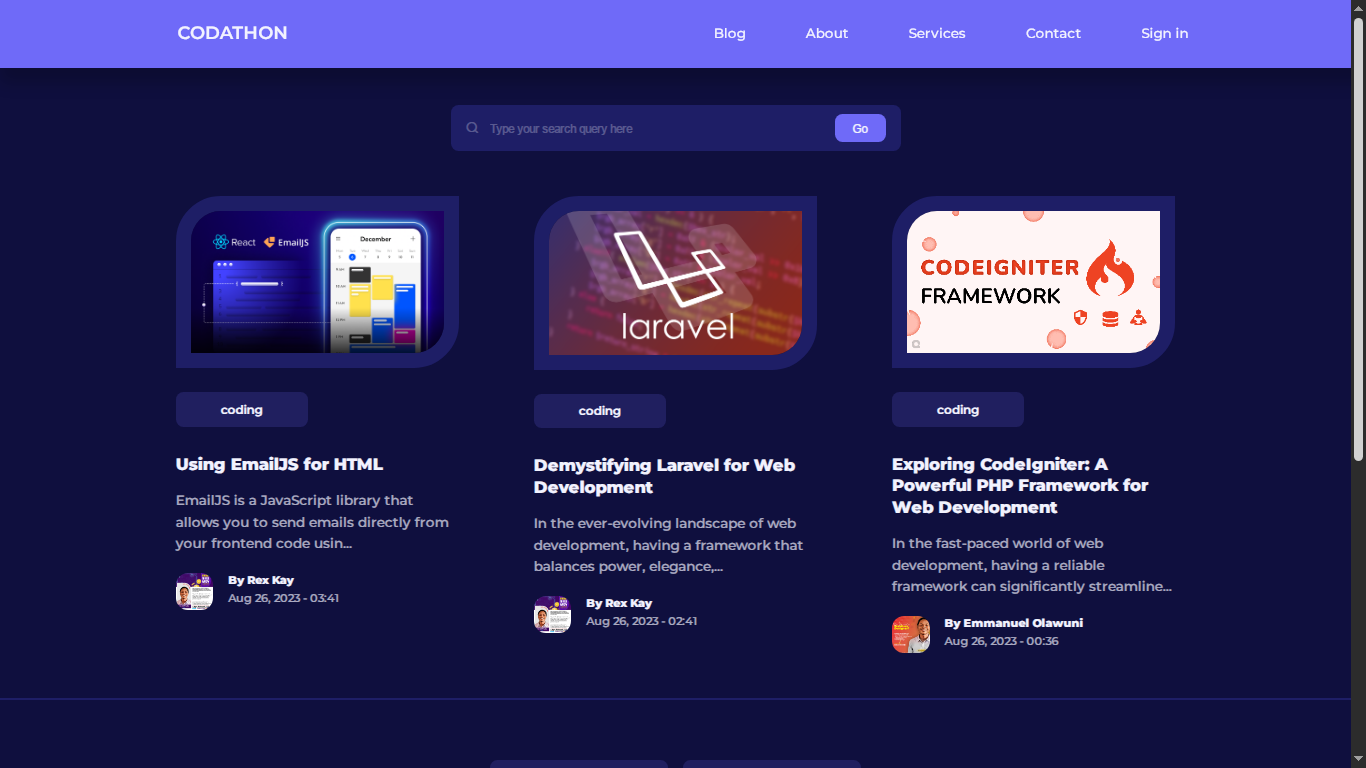 CODATHON
Blog
About
Services
Contact
Sign in
Type your search query here
Go
React
EmailJS
December
coding
Using EmailJS for HTML
EmailJS is a JavaScript library that
allows you to send emails directly from
your frontend code usin...
By Rex Kay
Aug 26, 2023 - 03:41
laravel
coding
Demystifying Laravel for Web
Development
In the ever-evolving landscape of web
development, having a framework that
balances power, elegance,...
By Rex Kay
Aug 26, 2023 - 02:41
CODEIGNITER
FRAMEWORK
coding
Exploring CodeIgniter: A
Powerful PHP Framework for
Web Development
In the fast-paced world of web
development, having a reliable
framework can significantly streamline...
By Emmanuel Olawuni
Aug 26, 2023 - 00:36